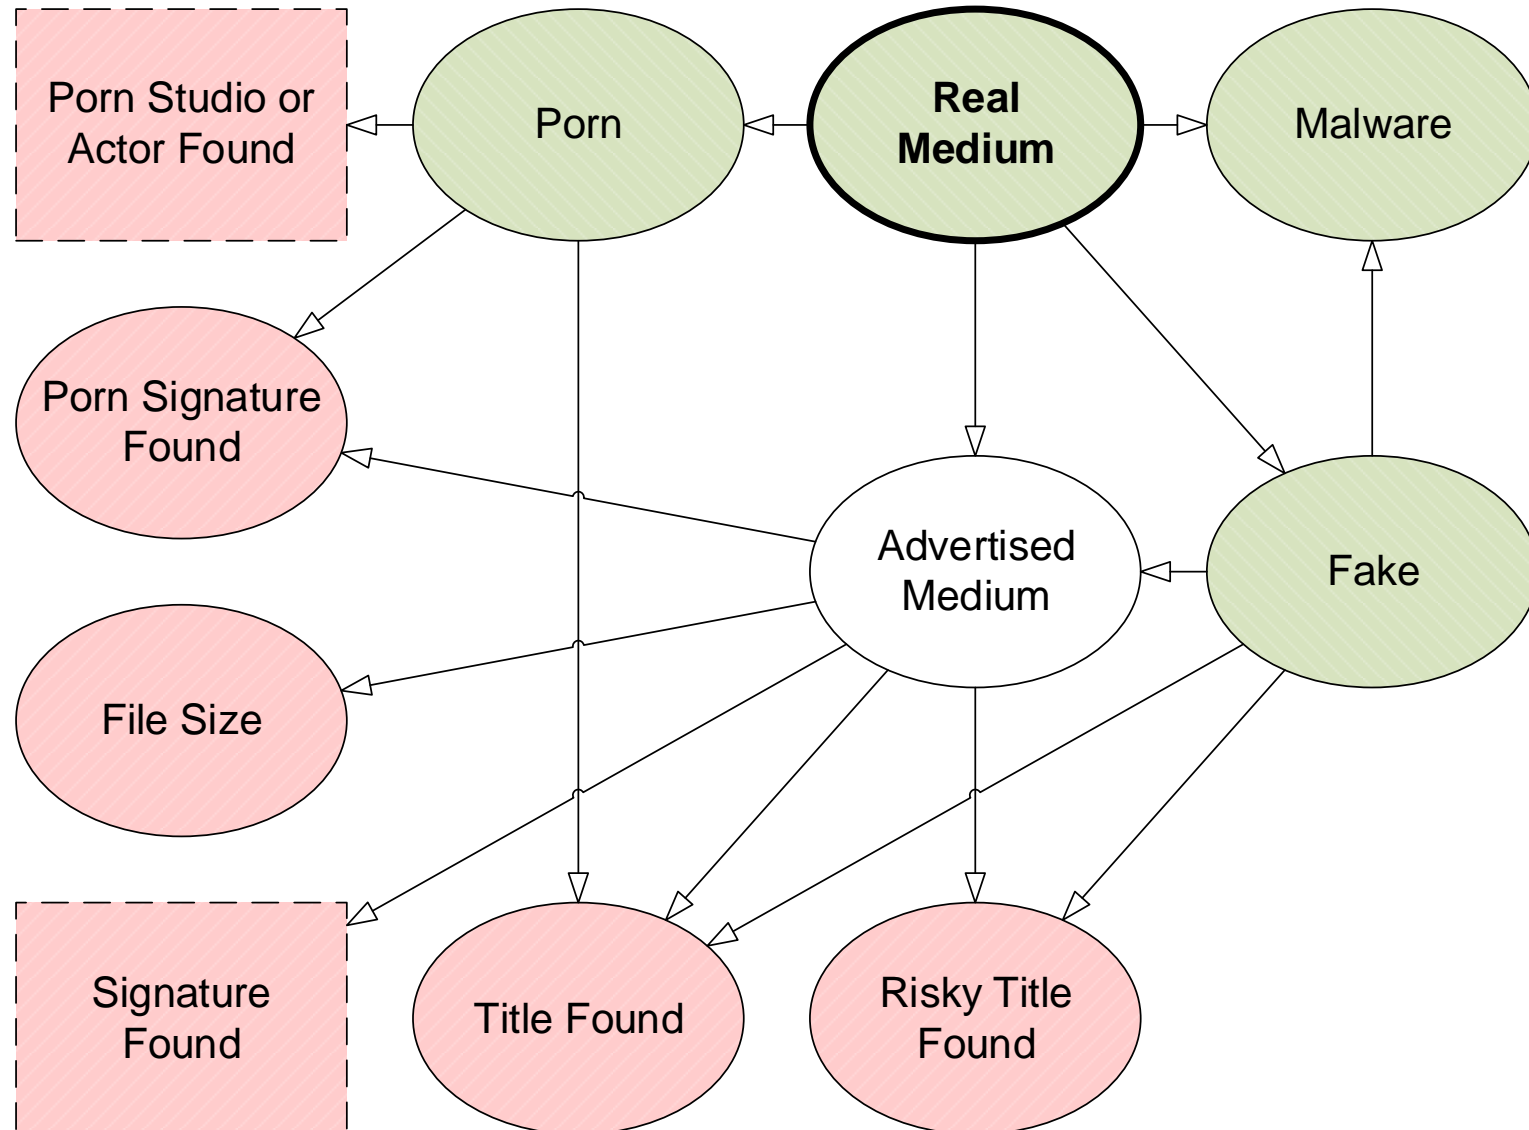 Porn Studio or
Actor Found
Porn
Real
Medium
Malware
Porn Signature
Found
Advertised
Medium
Fake
File Size
Signature
Found
Title Found
Risky Title
Found